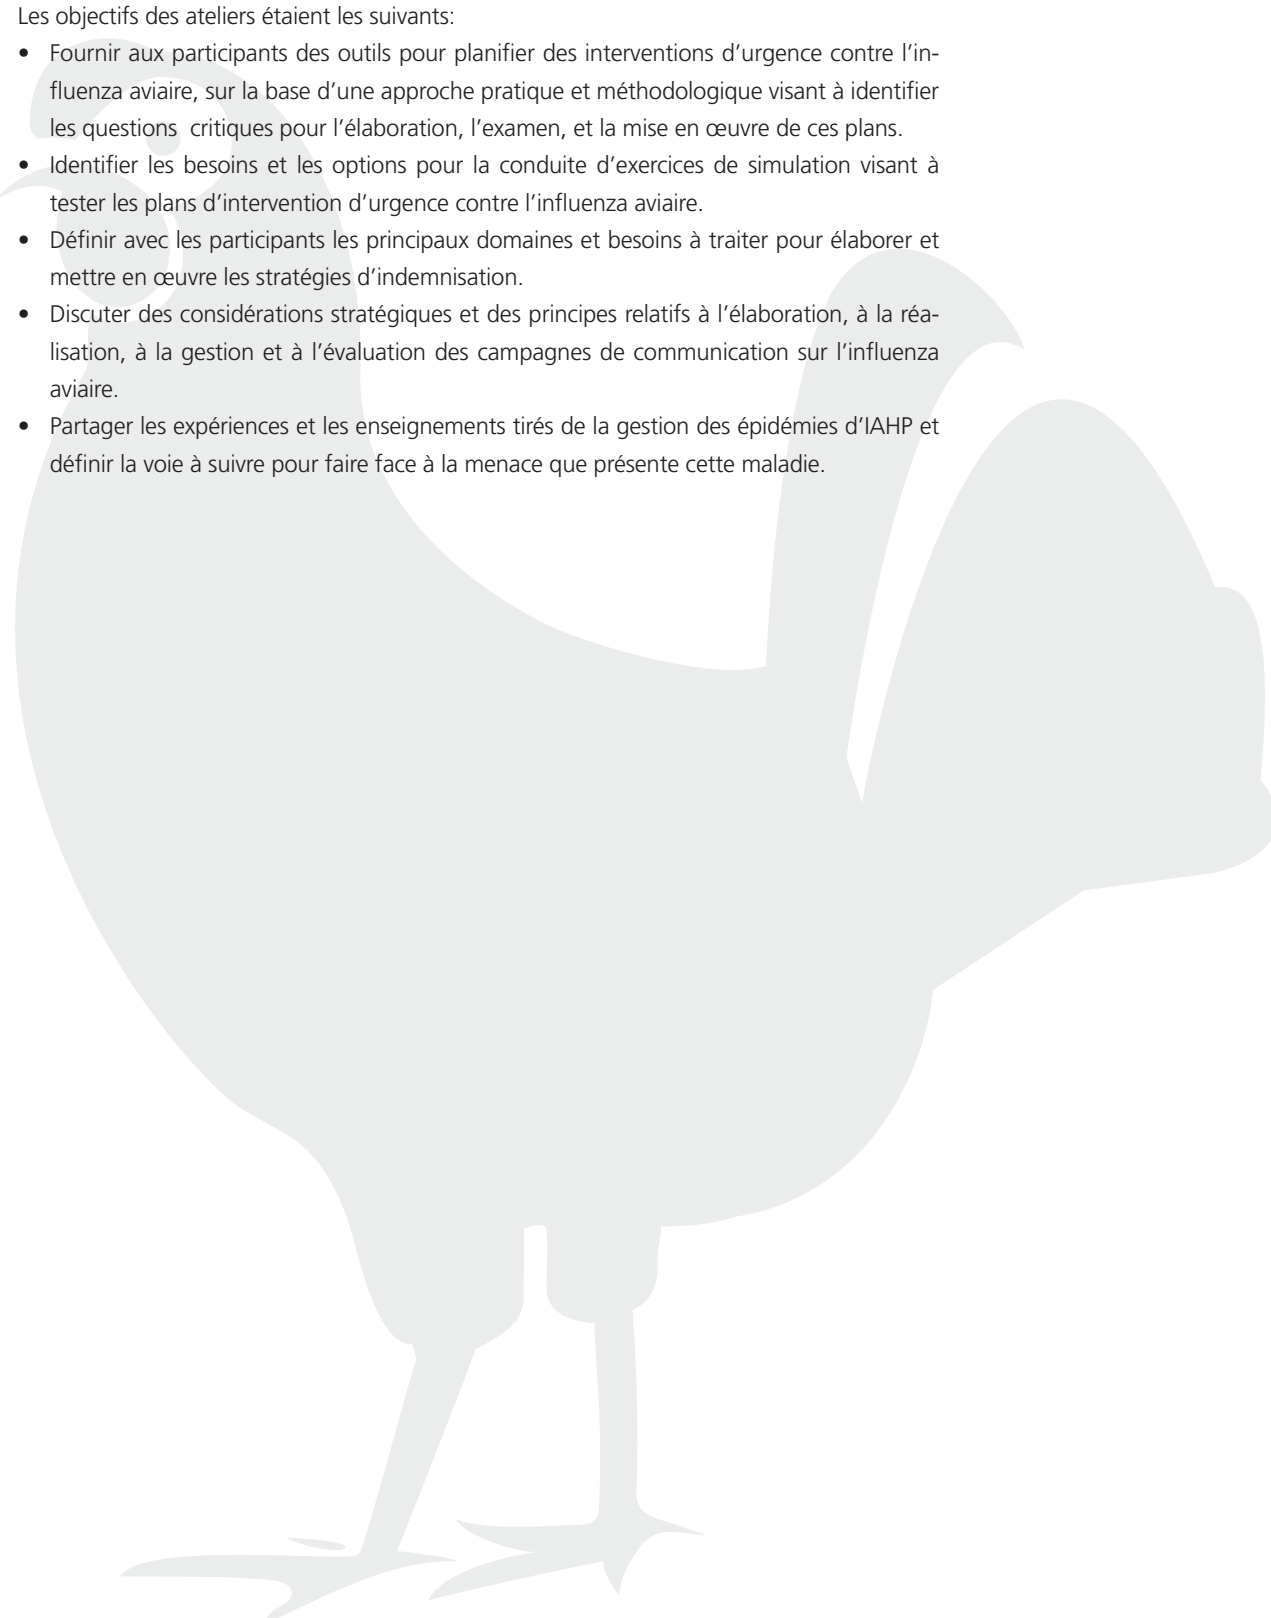 Les objectifs des ateliers étaient les suivants:
• Fournir aux participants des outils pour planifier des interventions d'urgence contre l'in-
fluenza aviaire, sur la base d'une approche pratique et méthodologique visant à identifier
les questions critiques pour l'élaboration, l'examen, et la mise en œuvre de ces plans.
• Identifier les besoins et les options pour la conduite d'exercices de simulation visant à
tester les plans d'intervention d'urgence contre l'influenza aviaire.
• Définir avec les participants les principaux domaines et besoins à traiter pour élaborer et
mettre en œuvre les stratégies d'indemnisation.
• Discuter des considérations stratégiques et des principes relatifs à l'élaboration, à la réa-
lisation, à la gestion et à l'évaluation des campagnes de communication sur l'influenza
aviaire.
• Partager les expériences et les enseignements tirés de la gestion des épidémies d'IAHP et
définir la voie à suivre pour faire face à la menace que présente cette maladie.